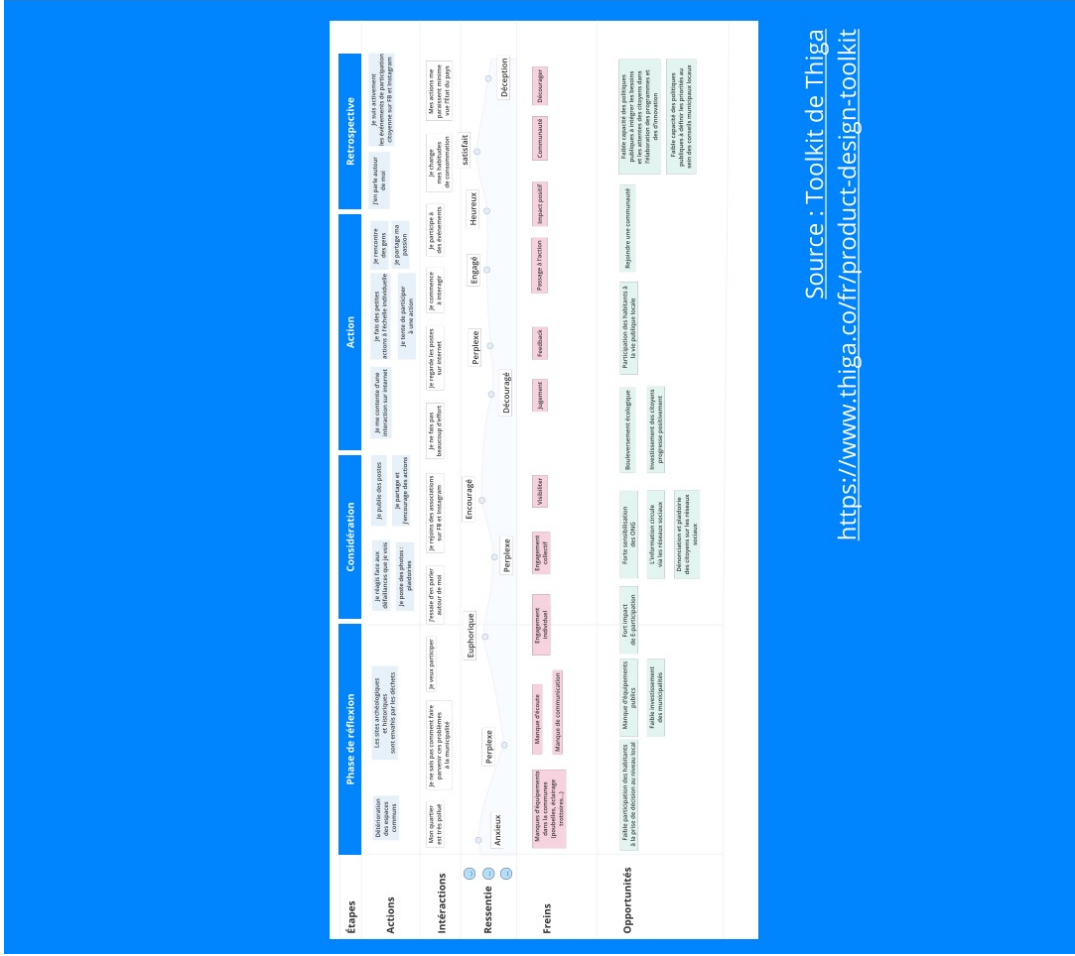 Étapes
Phase de réflexion
Considération
Action
Retrospective
Actions
Détérioration
des espaces
communs
Les sites archéologiques
et historiques
sont envahis par les déchets
Je réagis face aux
défaillances que je vois
Je poste des photos :
plaidoiries
Je publie des postes
Je partage et
j'encourage des actions
Je me contente d'une
interaction sur internet
Je fais des petites
actions à l'échelle individuelle
Je tente de participer
à une action
Je rencontre
des gens
Je partage ma
passion
J'en parle autour
de moi
Je suis activement
les événements de participation
citoyenne sur FB et Instagram
Intéractions
Mon quartier
est très pollué
Je ne sais pas comment faire
parvenir ces problèmes
à la municipalité
Je veux participer
J'essaie d'en parler
autour de moi
Je rejoins des associations
sur FB et Instagram
Je ne fais pas
beaucoup d'effort
Je regarde les postes
sur internet
Je commence
à interagir
Je participe à
des événements
Je change
mes habitudes
de consommation
Mes actions me
paraissent minime
vue l'état du pays
Ressentie
Anxieux
Perplexe
Euphorique
Perplexe
Encouragé
Découragé
Perplexe
Engagé
Heureux
satisfait
Déception
Freins
Manques d'équipements
dans la communes
(poubelles, éclairage
trottoires...)
Manque d'écoute
Manque de communication
Engagement
individuel
Engagement
collectif
Visibiliter
Jugement
Feedback
Passage à l'action
Impact positif
Communauté
Décourager
Opportunités
Faible participation des habitants
à la prise de décision au niveau local
Manque d'équipements
publics
Faible investissement
des municipalités
Fort impact
de E-participation
Forte sensibilisation
des ONG
L'information circule
via les réseaux sociaux
Dénonciation et plaidoirie
des citoyens sur les réseaux
sociaux
Bouleversement écologique
Investissement des citoyens
progresse positivement
Participation des habitants à
la vie publique locale
Rejoindre une communauté
Faible capacité des politiques
publiques à intégrer les besoins
et les attentes des citoyens dans
l'élaboration des programmes et
des d'innovation
Faible capacité des politiques
publiques à définir les priorités au
sein des conseils municipaux locaux
Source : Toolkit de Thiga
https://www.thiga.co/fr/product-design-toolkit